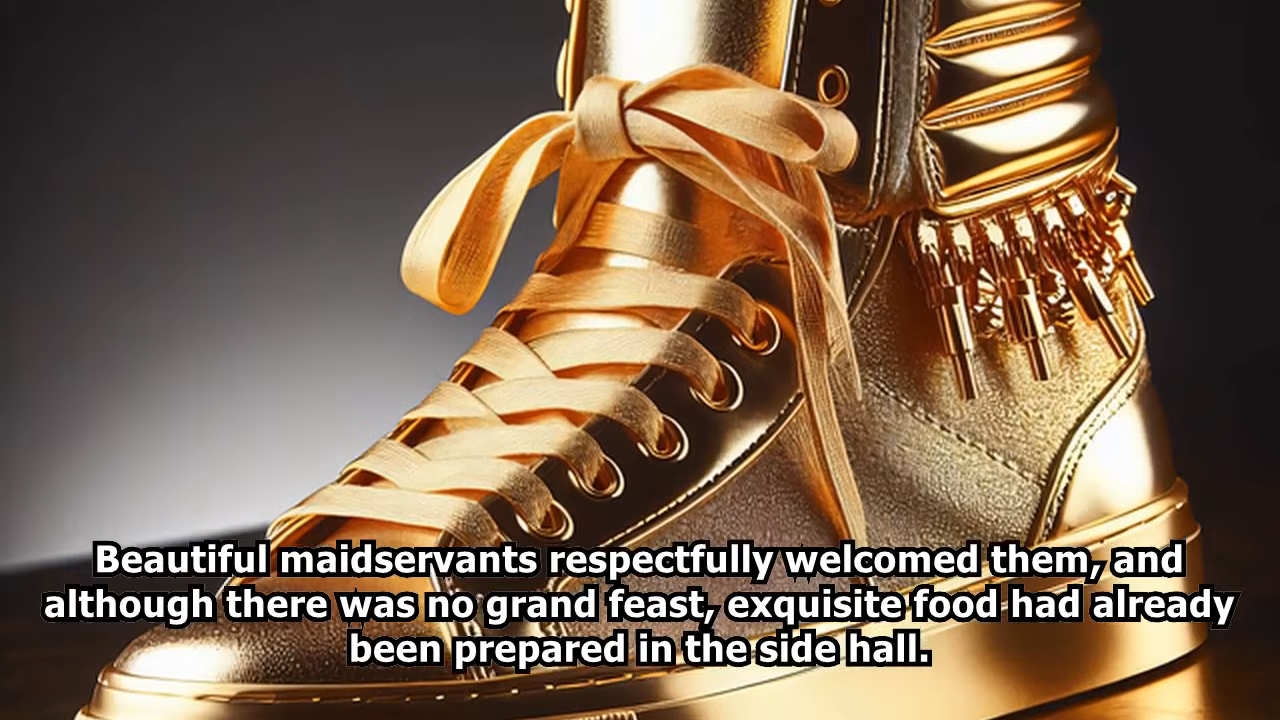 Beautiful maidservants respectfully welcomed them, and
although there was no grand feast, exquisite food had already
been prepared in the side hall.